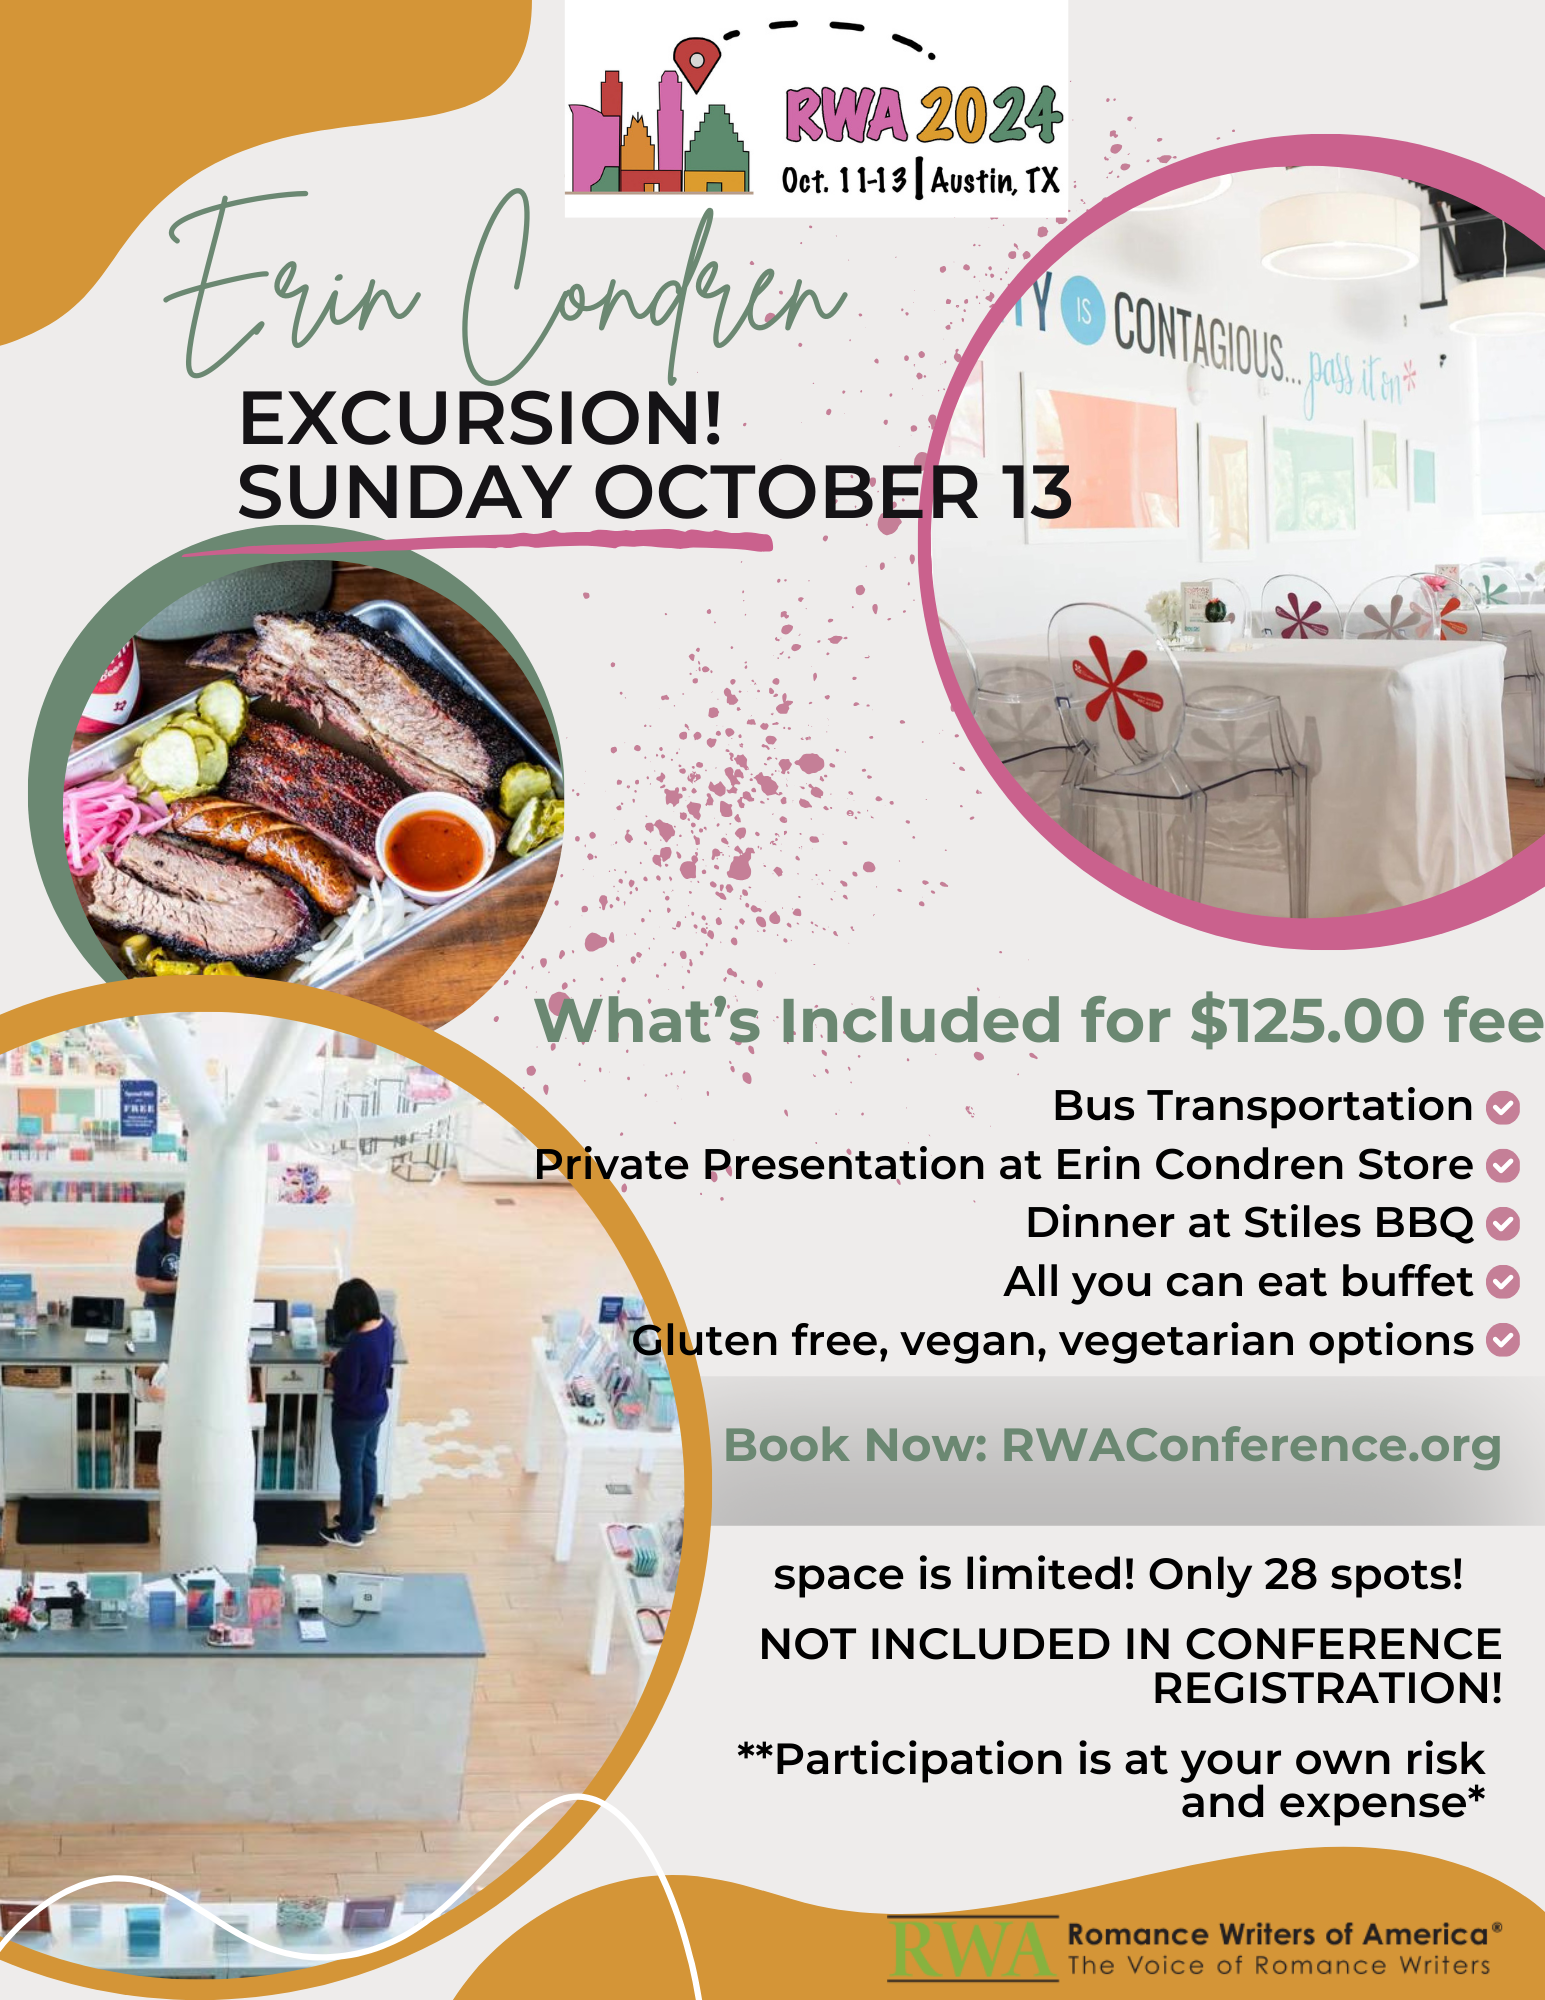 RWA 2024
Oct. 11-13 | Austin, TX
Erin Condren
EXCURSION!
SUNDAY OCTOBER 13
Y IS CONTAGIOUS... pass it on*
What's Included for $125.00 fee
Bus Transportation
Private Presentation at Erin Condren Store
Dinner at Stiles BBQ
All you can eat buffet
Gluten free, vegan, vegetarian options
FREE
Book Now: RWAConference.org
space is limited! Only 28 spots!
NOT INCLUDED IN CONFERENCE
REGISTRATION!
**Participation is at your own risk
and expense*
RWA
Romance Writers of America®
The Voice of Romance Writers